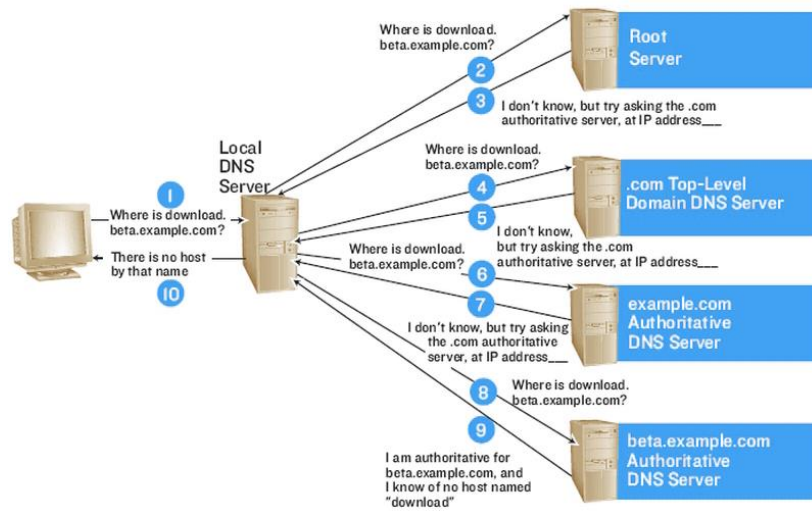 Where is download.
beta.example.com?
2
3
Root
Server
I don't know, but try asking the .com
authoritative server, at IP address___
Local
DNS
Server
Where is download.
beta.example.com?
4
5
.com Top-Level
Domain DNS Server
1
Where is download.
beta.example.com?
I don't know,
but try asking the .com
authoritative server, at IP address___
There is no host
by that name
10
Where is download.
beta.example.com?
6
7
example.com
Authoritative
DNS Server
I don't know, but try asking
the .com authoritative
server, at IP address___
8
Where is download.
beta.example.com?
9
I am authoritative for
beta.example.com, and
I know of no host named
"download"
beta.example.com
Authoritative
DNS Server